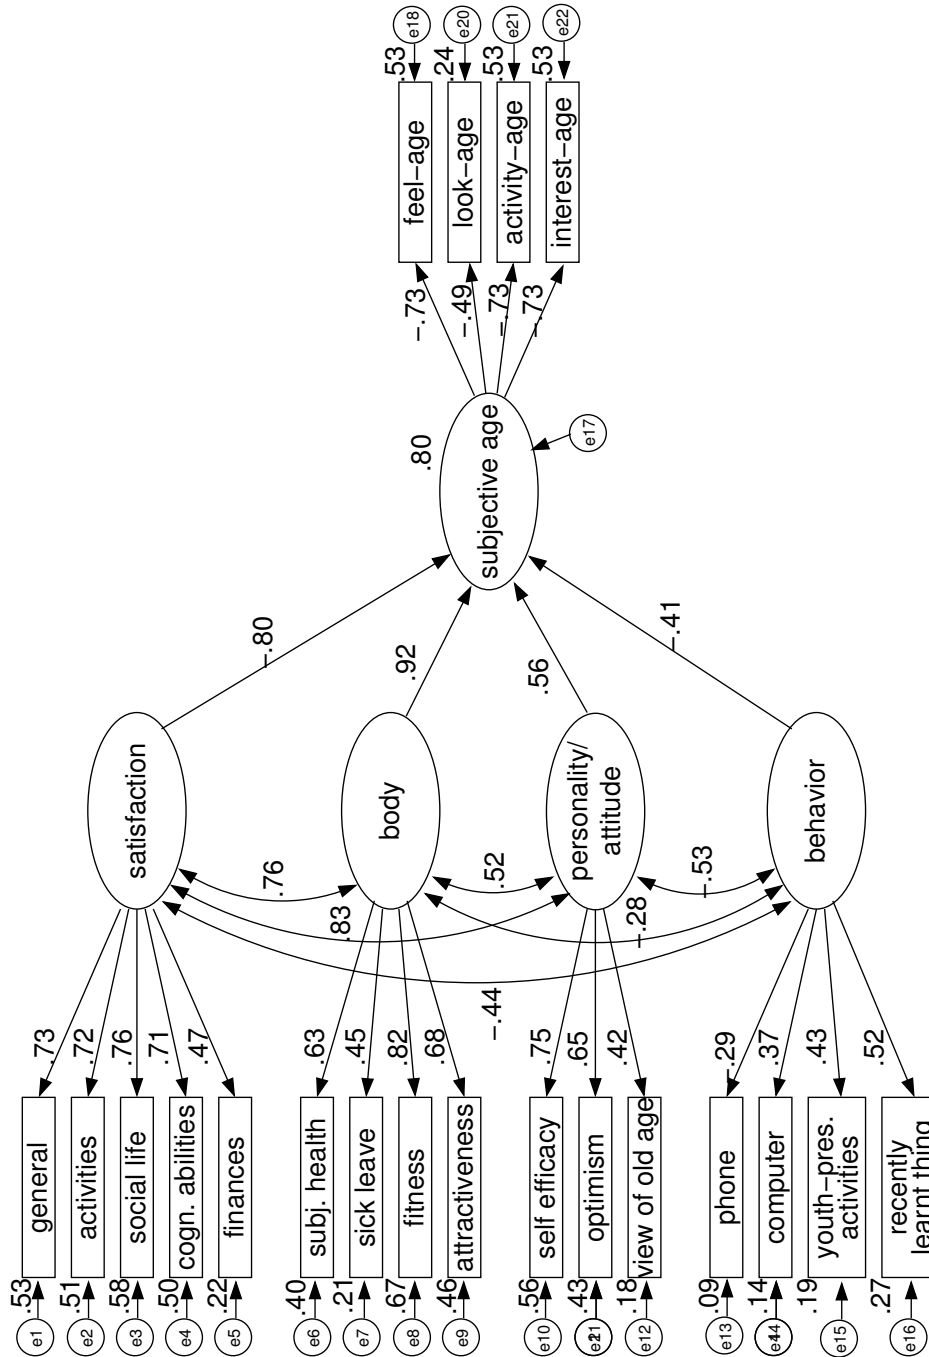 e1
.53
general
.73
e2
.51
activities
.72
e3
.58
social life
.76
e4
.50
cogn. abilities
.71
e5
.22
finances
.47
satisfaction
–.80
e6
.40
subj. health
.63
e7
.21
sick leave
.45
e8
.67
fitness
.82
e9
.46
attractiveness
.68
body
.92
e10
.56
self efficacy
.75
.43
optimism
.65
e12
.18
view of old age
.42
personality/
attitude
.56
e13
.09
phone
–.29
.14
computer
.37
e15
.19
youth–pres.
activities
.43
e16
.27
recently
learnt thing
.52
behavior
–.41
.76
.83
–.44
.52
–.28
–.53
subjective age
.80
e17
–.73
feel–age
.53
e18
–.49
look–age
.24
e20
–.73
activity–age
.53
e21
–.73
interest–age
.53
e22